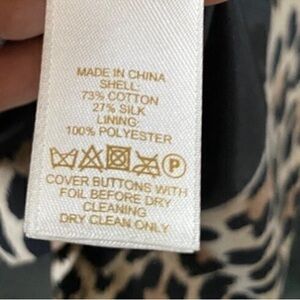 MADE IN CHINA
SHELL:
73% COTTON
27% SILK
LINING:
100% POLYESTER
P
COVER BUTTONS WITH
FOIL BEFORE DRY
CLEANING
DRY CLEAN ONLY